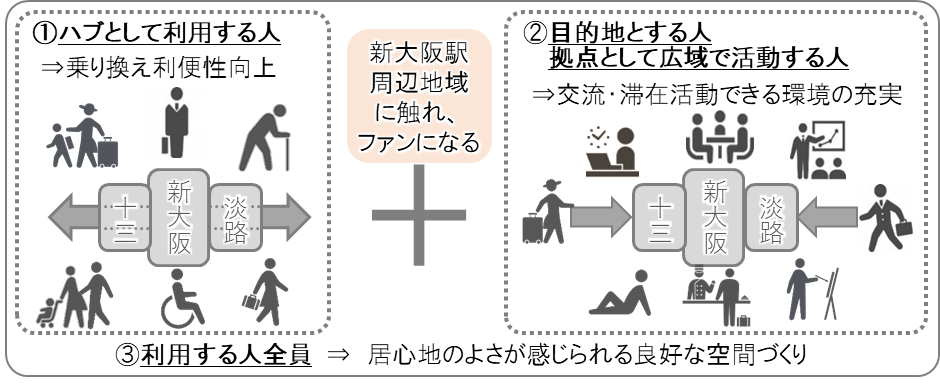 ①ハブとして利用する人
⇒乗り換え利便性向上
十三
新大阪
淡路
新大阪駅
周辺地域
に触れ、
ファンになる
＋
②目的地とする人
拠点として広域で活動する人
⇒交流・滞在活動できる環境の充実
十三
新大阪
淡路
③利用する人全員 ⇒ 居心地のよさが感じられる良好な空間づくり